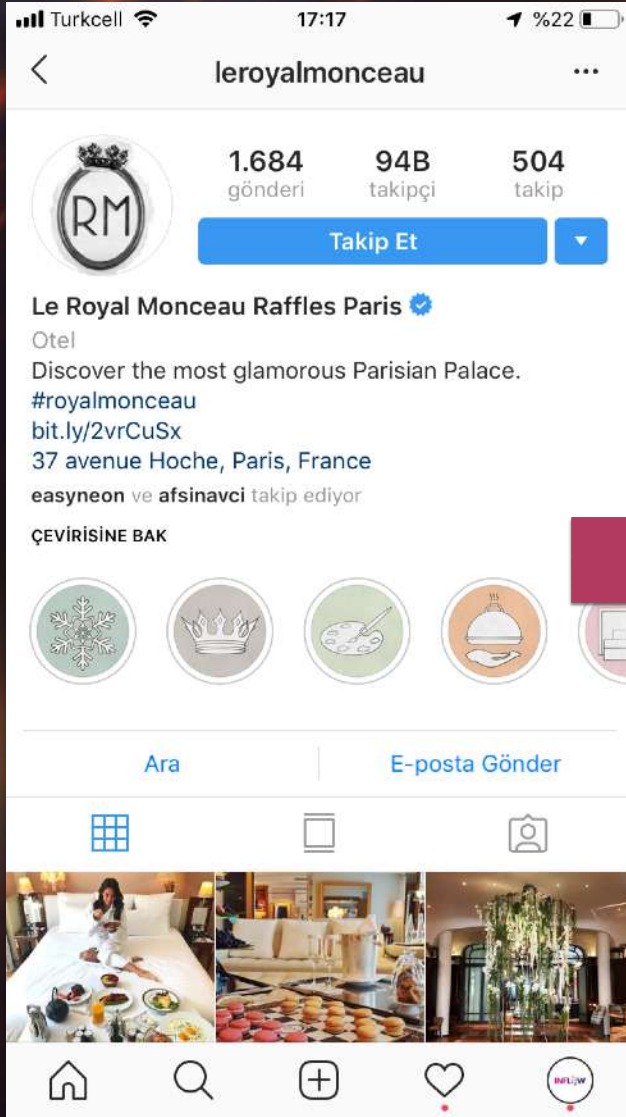 Turkcell 17:17 %22
leroyalmonceau
RM
1.684 94B 504
gönderi takipçi takip
Takip Et
Le Royal Monceau Raffles Paris
Otel
Discover the most glamorous Parisian Palace.
#royalmonceau
bit.ly/2vrCuSx
37 avenue Hoche, Paris, France
easyneon ve afsinavci takip ediyor
ÇEVİRİSİNE BAK
Ara E-posta Gönder
INFLOW